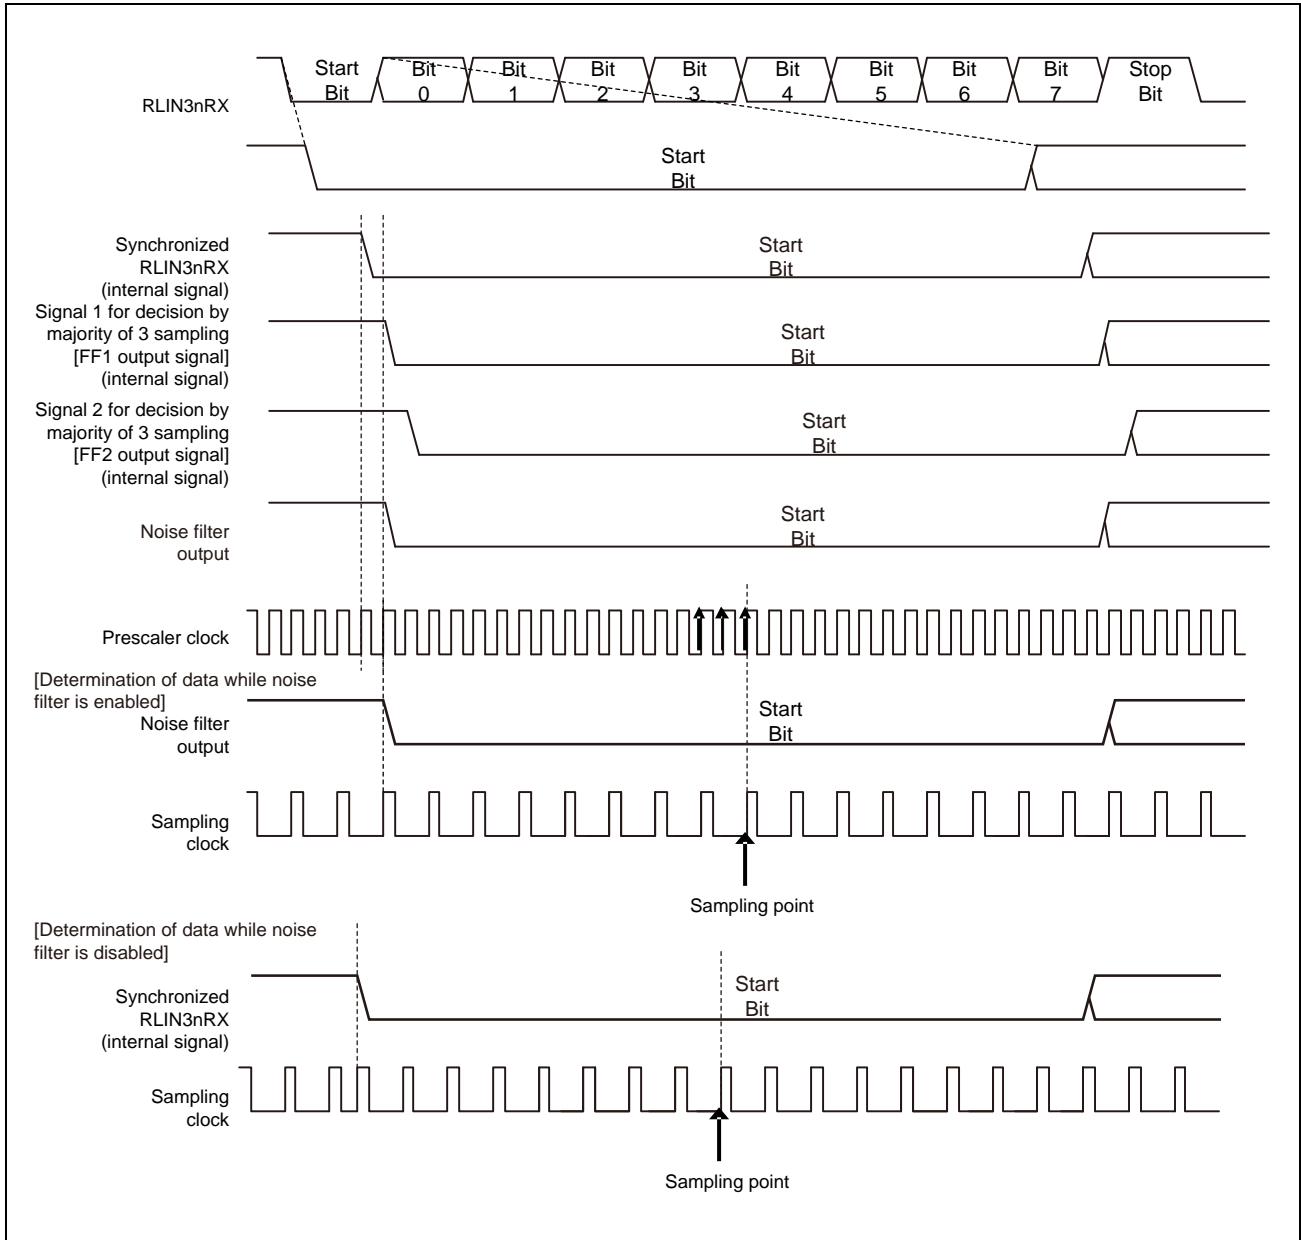 Start Bit Bit Bit Bit Bit Bit Bit Bit Stop
Bit 0 1 2 3 4 5 6 7 Bit
RLIN3nRX
Start
Bit
Synchronized
RLIN3nRX
(internal signal)
Start
Bit
Signal 1 for decision by
majority of 3 sampling
[FF1 output signal]
(internal signal)
Start
Bit
Signal 2 for decision by
majority of 3 sampling
[FF2 output signal]
(internal signal)
Start
Bit
Noise filter
output
Start
Bit
Prescaler clock
[Determination of data while noise
filter is enabled]
Noise filter
output
Start
Bit
Sampling
clock
Sampling point
[Determination of data while noise
filter is disabled]
Synchronized
RLIN3nRX
(internal signal)
Start
Bit
Sampling
clock
Sampling point